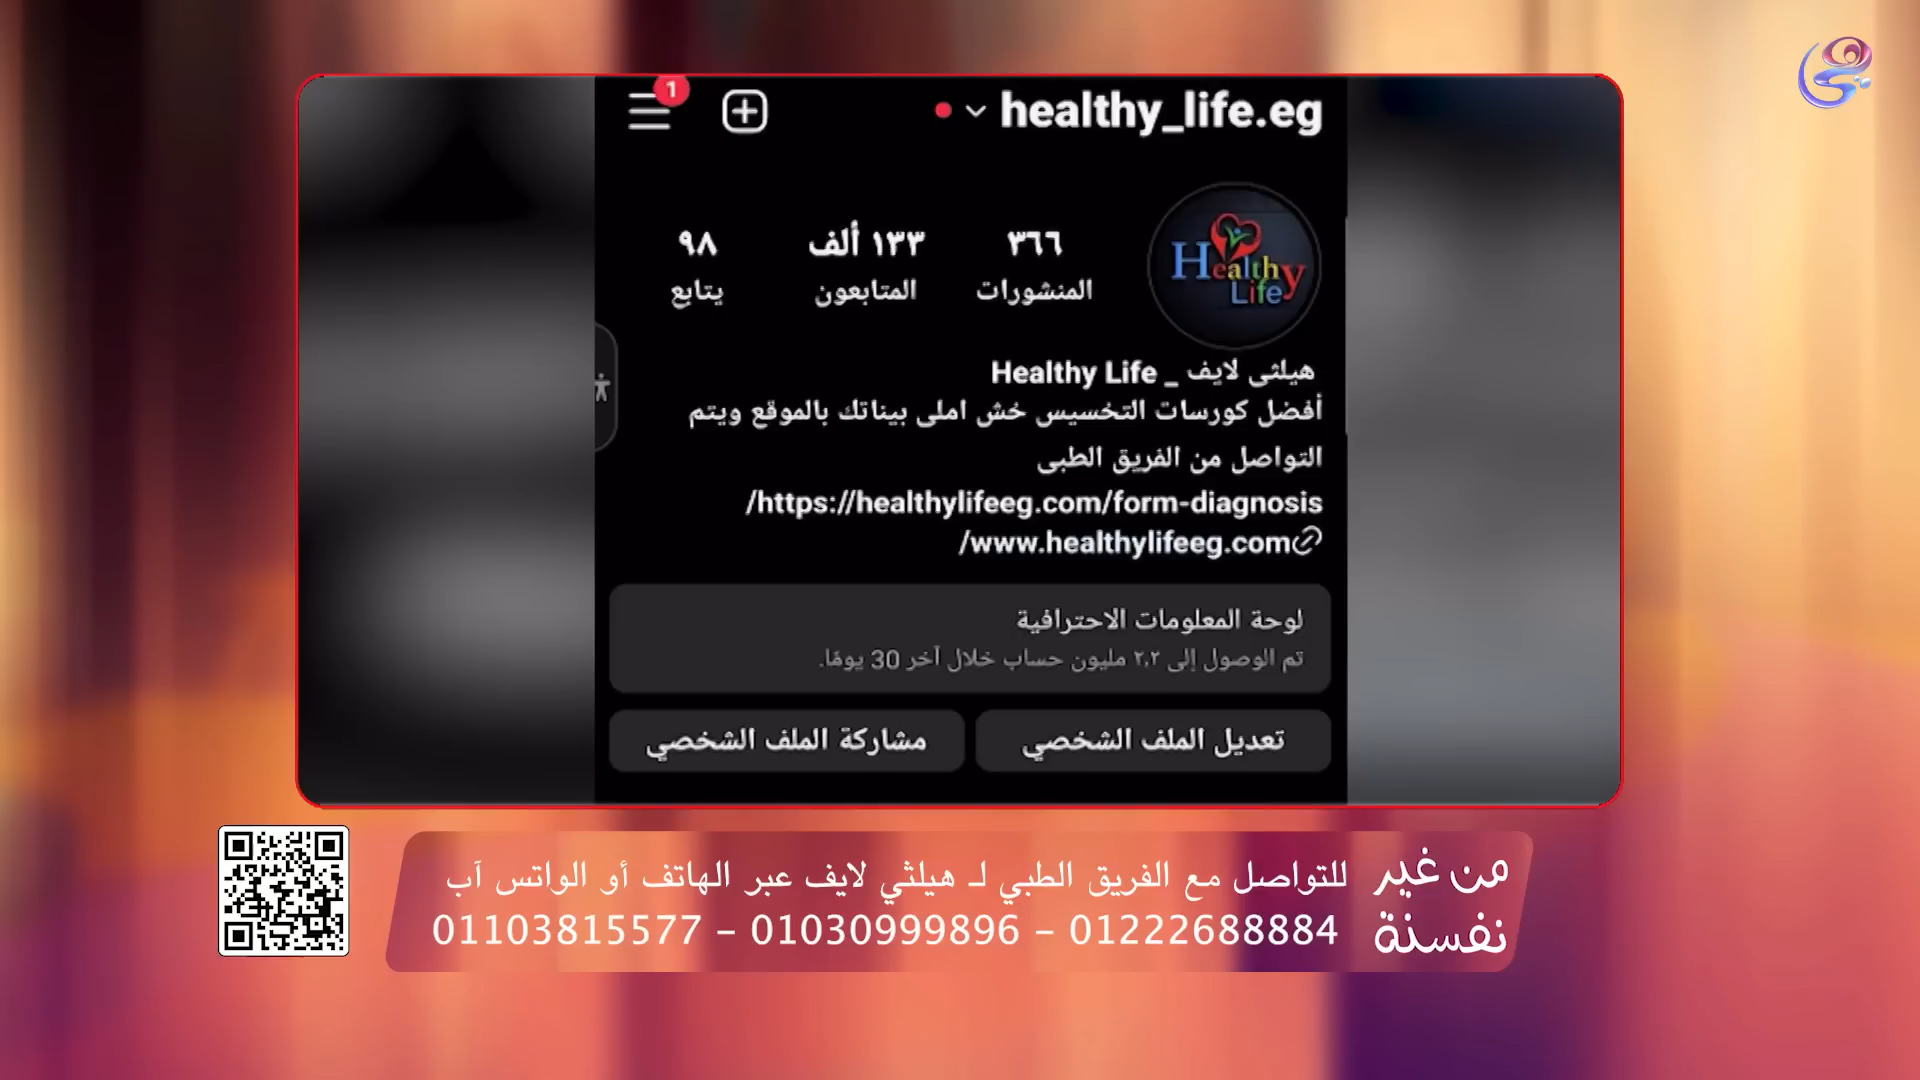 1
healthy_life.eg
Healthy Life
٣٦٦ ١٣٣ ألف ٩٨
المنشورات المتابعون يتابع
هيلثى لايف _ Healthy Life
أفضل كورسات التخسيس خش املى بيناتك بالموقع ويتم
التواصل من الفريق الطبى
https://healthylifeeg.com/form-diagnosis/
www.healthylifeeg.com/
لوحة المعلومات الاحترافية
تم الوصول إلى ٢,٢ مليون حساب خلال آخر 30 يومًا.
تعديل الملف الشخصي
مشاركة الملف الشخصي
من غير
نفسنة
للتواصل مع الفريق الطبي لـ هيلثي لايف عبر الهاتف أو الواتس آب
01103815577 – 01030999896 – 01222688884